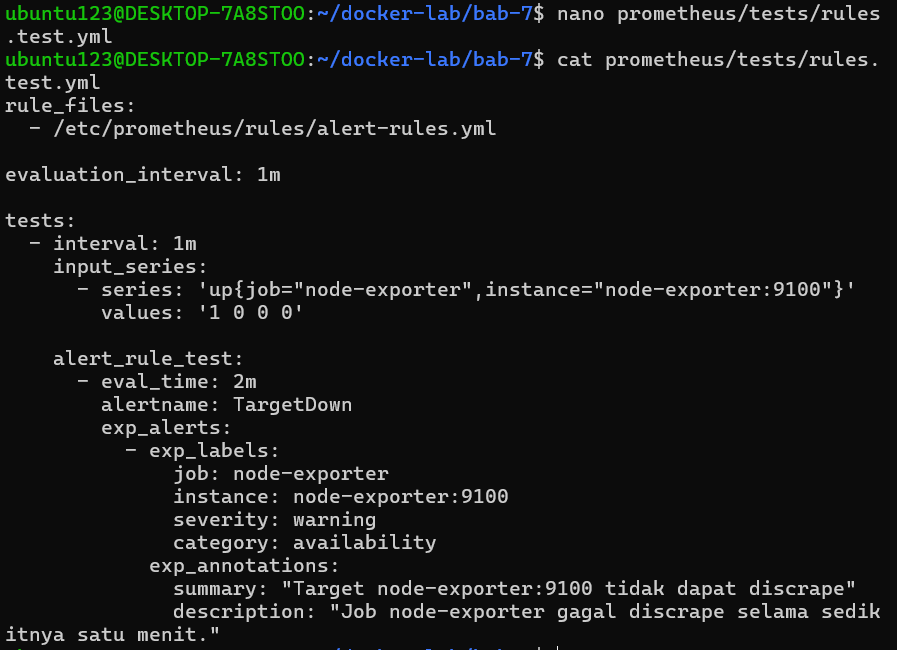 ubuntu123@DESKTOP-7A8STOO:~/docker-lab/bab-7$ nano prometheus/tests/rules
.test.yml
ubuntu123@DESKTOP-7A8STOO:~/docker-lab/bab-7$ cat prometheus/tests/rules.
test.yml
rule_files:
  - /etc/prometheus/rules/alert-rules.yml

evaluation_interval: 1m

tests:
  - interval: 1m
    input_series:
      - series: 'up{job="node-exporter",instance="node-exporter:9100"}'
        values: '1 0 0 0'

    alert_rule_test:
      - eval_time: 2m
        alertname: TargetDown
        exp_alerts:
          - exp_labels:
              job: node-exporter
              instance: node-exporter:9100
              severity: warning
              category: availability
            exp_annotations:
              summary: "Target node-exporter:9100 tidak dapat discrape"
              description: "Job node-exporter gagal discrape selama sedik
itnya satu menit."